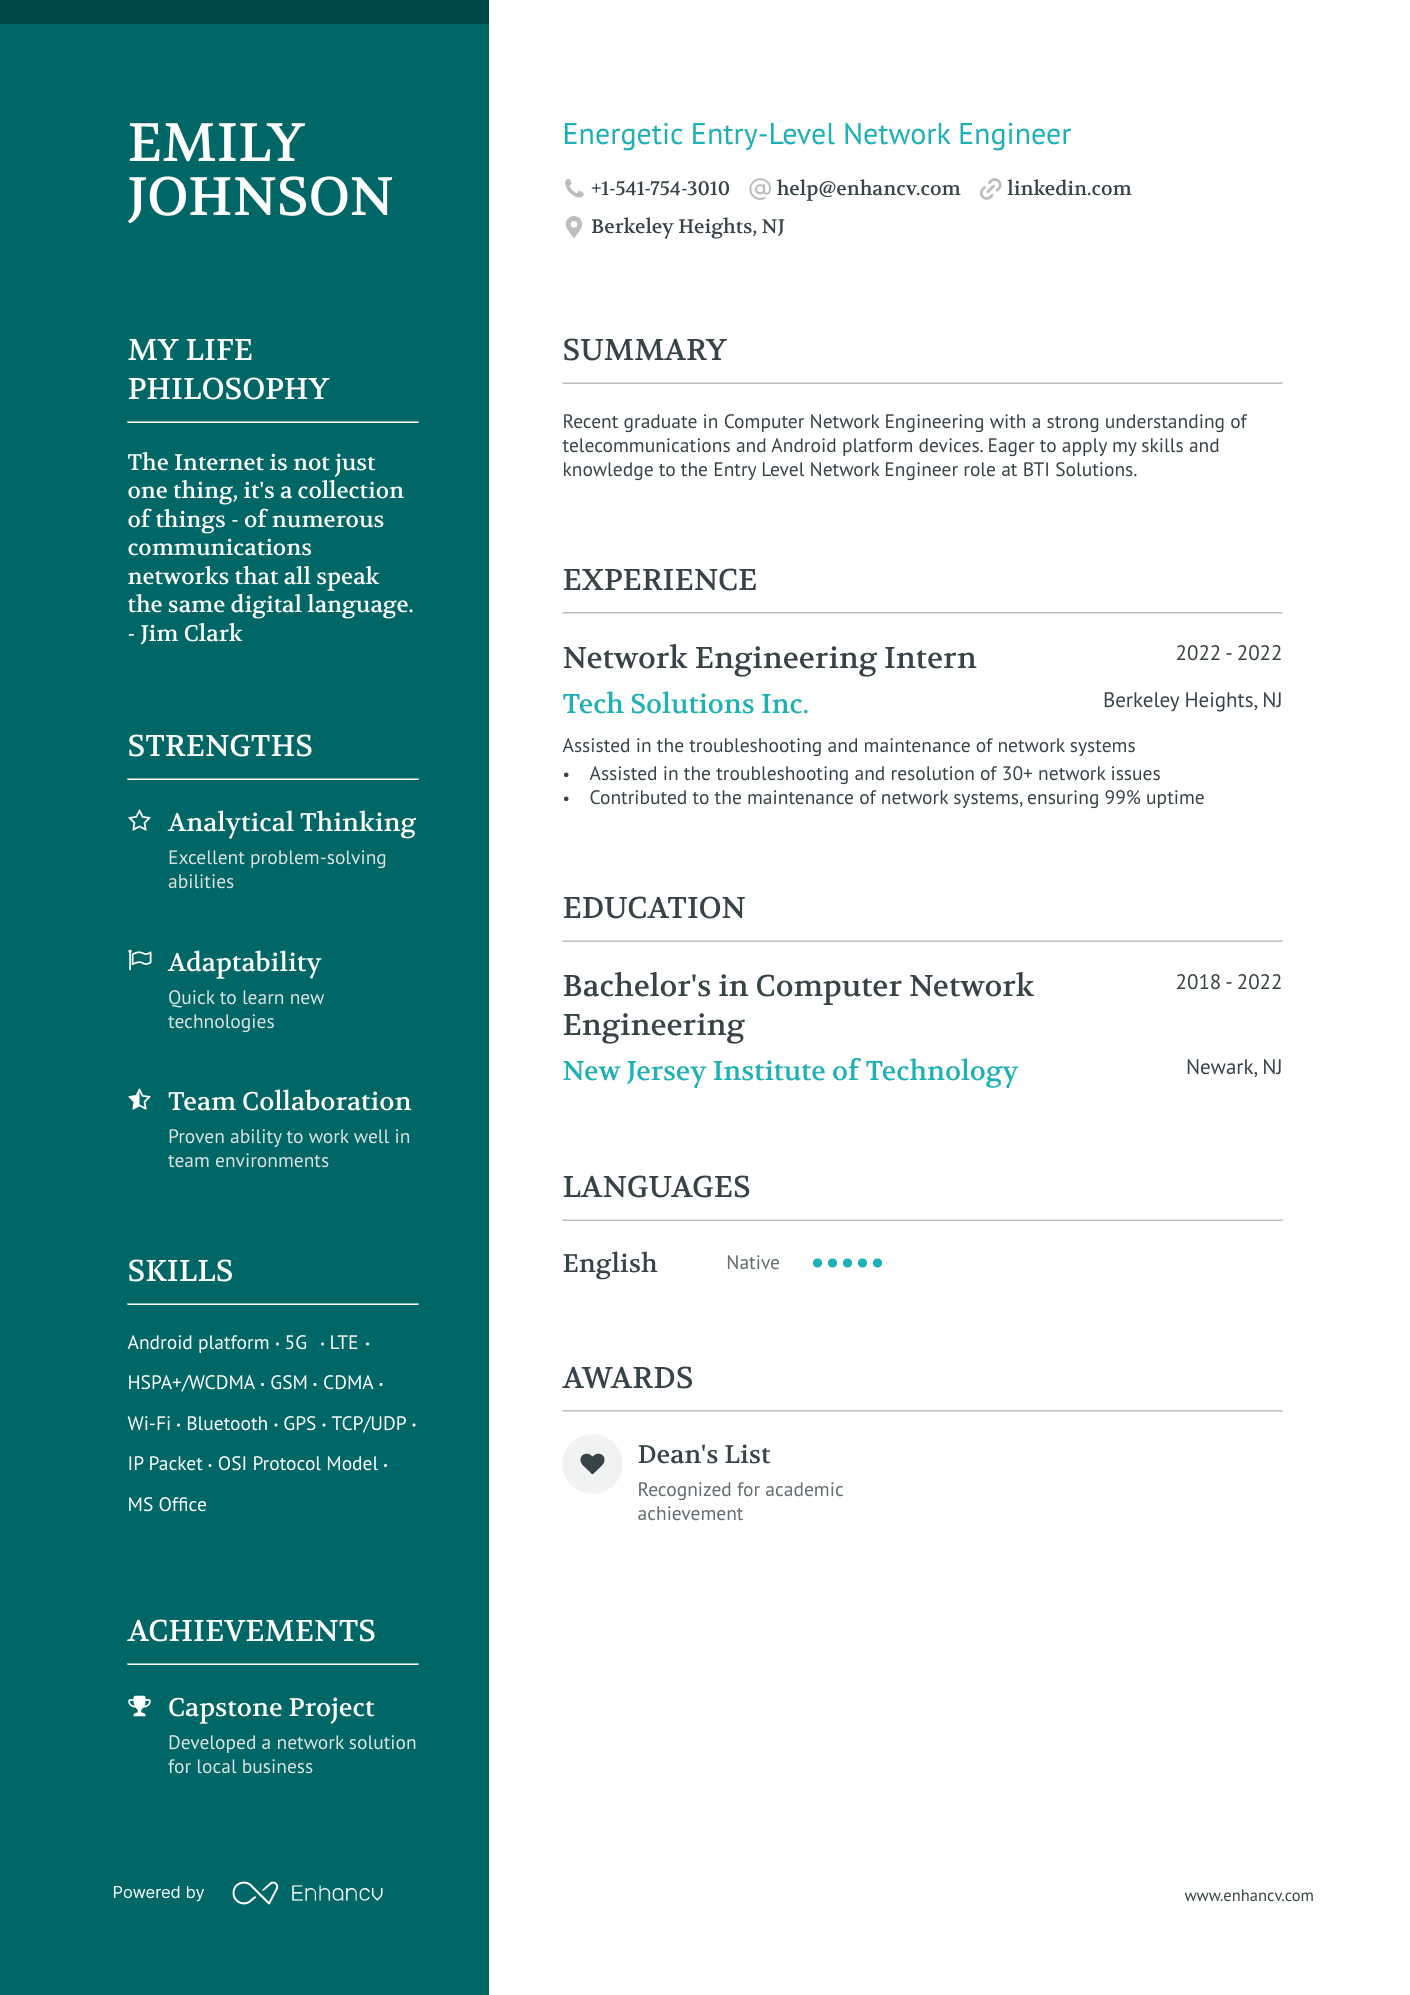 EMILY
JOHNSON
MY LIFE
PHILOSOPHY
The Internet is not just
one thing, it's a collection
of things - of numerous
communications
networks that all speak
the same digital language.
- Jim Clark
STRENGTHS
Analytical Thinking
Excellent problem-solving
abilities
Adaptability
Quick to learn new
technologies
Team Collaboration
Proven ability to work well in
team environments
SKILLS
Android platform · 5G · LTE ·
HSPA+/WCDMA · GSM · CDMA ·
Wi-Fi · Bluetooth · GPS · TCP/UDP ·
IP Packet · OSI Protocol Model ·
MS Office
ACHIEVEMENTS
Capstone Project
Developed a network solution
for local business
Powered by Enhancv
Energetic Entry-Level Network Engineer
+1-541-754-3010 help@enhancv.com linkedin.com
Berkeley Heights, NJ
SUMMARY
Recent graduate in Computer Network Engineering with a strong understanding of
telecommunications and Android platform devices. Eager to apply my skills and
knowledge to the Entry Level Network Engineer role at BTI Solutions.
EXPERIENCE
Network Engineering Intern 2022 - 2022
Tech Solutions Inc. Berkeley Heights, NJ
Assisted in the troubleshooting and maintenance of network systems
• Assisted in the troubleshooting and resolution of 30+ network issues
• Contributed to the maintenance of network systems, ensuring 99% uptime
EDUCATION
Bachelor's in Computer Network 2018 - 2022
Engineering
New Jersey Institute of Technology Newark, NJ
LANGUAGES
English Native
AWARDS
Dean's List
Recognized for academic
achievement
www.enhancv.com